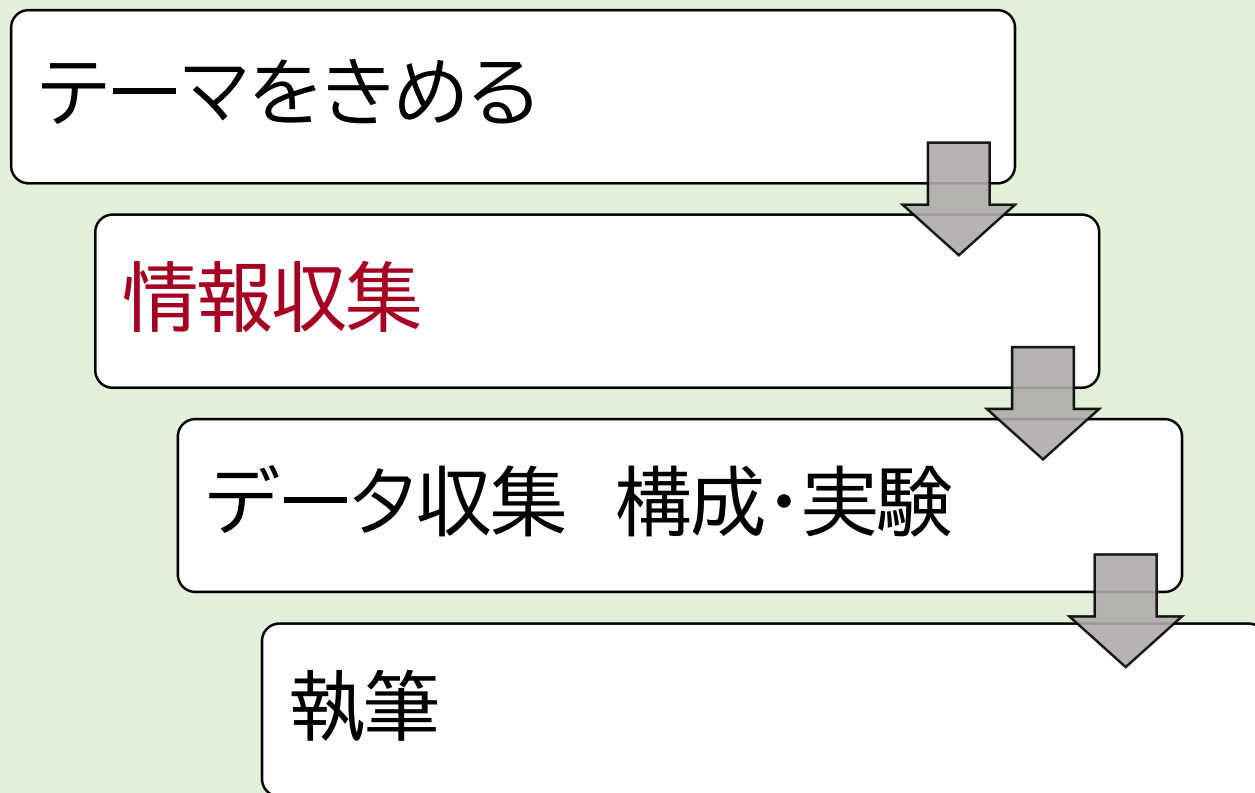 テーマをきめる
情報収集
データ収集　構成・実験
執筆